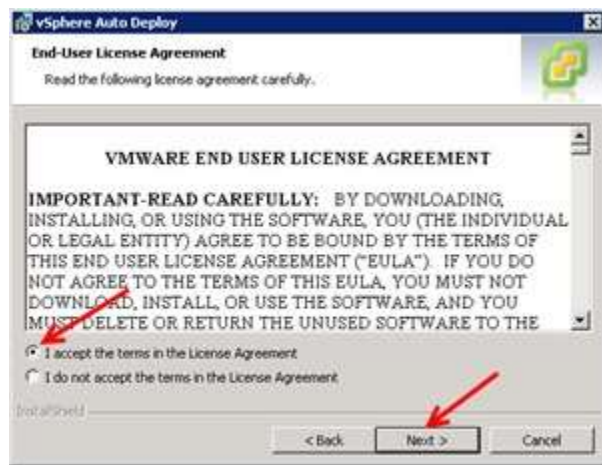 vSphere Auto Deploy
End-User License Agreement
Read the following license agreement carefully.
VMWARE END USER LICENSE AGREEMENT
IMPORTANT-READ CAREFULLY: BY DOWNLOADING,
INSTALLING, OR USING THE SOFTWARE, YOU (THE INDIVIDUAL
OR LEGAL ENTITY) AGREE TO BE BOUND BY THE TERMS OF
THIS END USER LICENSE AGREEMENT ("EULA"). IF YOU DO
NOT AGREE TO THE TERMS OF THIS EULA, YOU MUST NOT
DOWNLOAD, INSTALL, OR USE THE SOFTWARE, AND YOU
MUST DELETE OR RETURN THE UNUSED SOFTWARE TO THE
I accept the terms in the License Agreement
I do not accept the terms in the License Agreement
InstallShield
< Back Next > Cancel